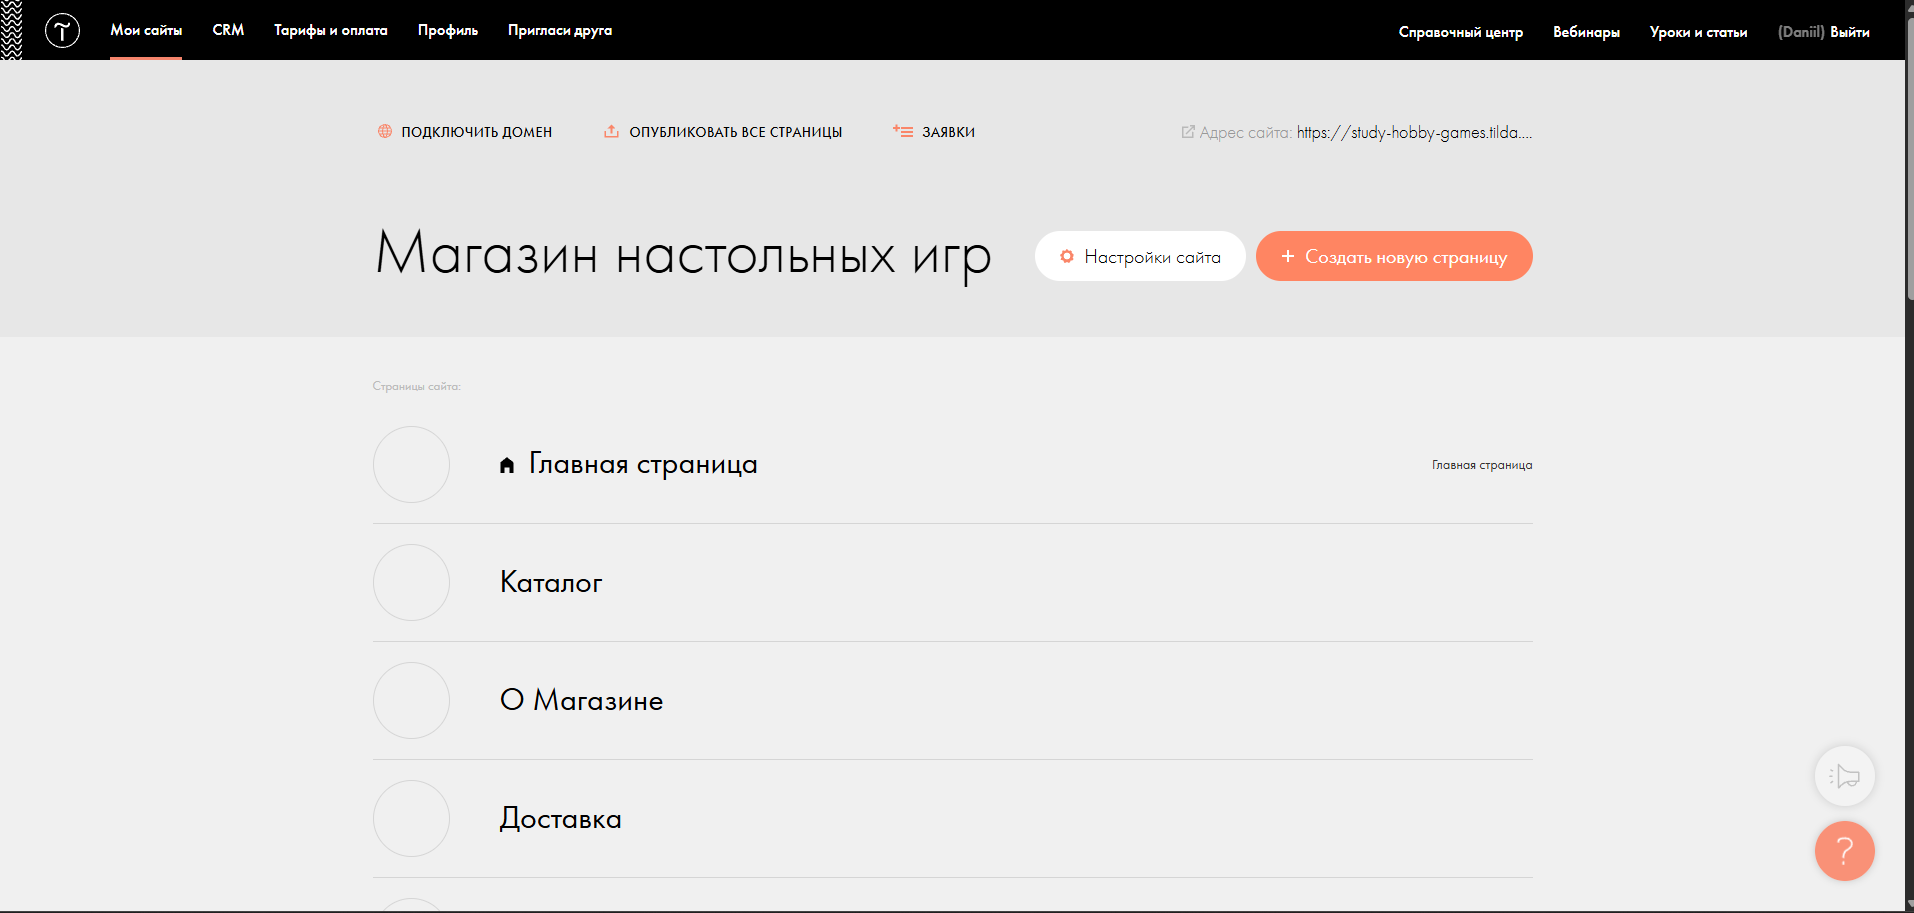 Мои сайты CRM Тарифы и оплата Профиль Пригласи друга Справочный центр Вебинары Уроки и статьи (Daniil) Выйти
ПОДКЛЮЧИТЬ ДОМЕН ОПУБЛИКОВАТЬ ВСЕ СТРАНИЦЫ ЗАЯВКИ Адрес сайта: https://study-hobby-games.tilda....
Магазин настольных игр Настройки сайта + Создать новую страницу
Страницы сайта:
Главная страница Главная страница
Каталог
О Магазине
Доставка
?